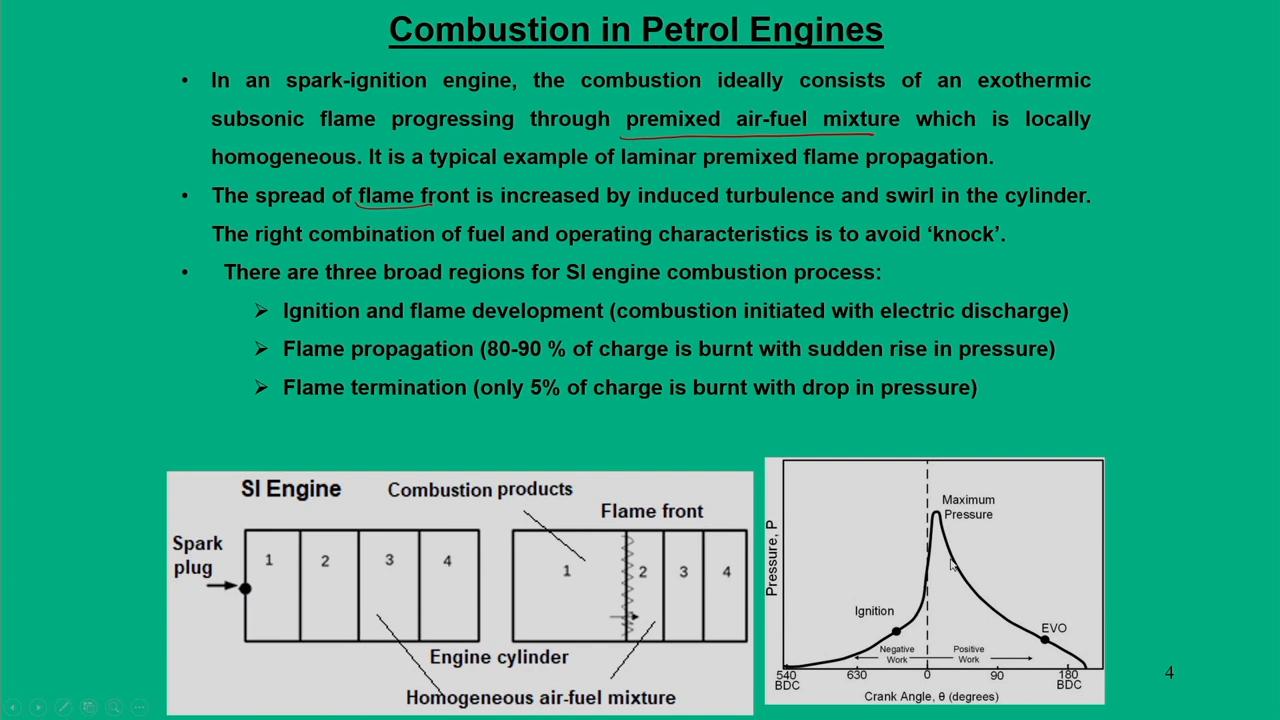 Combustion in Petrol Engines
• In an spark-ignition engine, the combustion ideally consists of an exothermic
subsonic flame progressing through premixed air-fuel mixture which is locally
homogeneous. It is a typical example of laminar premixed flame propagation.
• The spread of flame front is increased by induced turbulence and swirl in the cylinder.
The right combination of fuel and operating characteristics is to avoid ‘knock’.
• There are three broad regions for SI engine combustion process:
➢ Ignition and flame development (combustion initiated with electric discharge)
➢ Flame propagation (80-90 % of charge is burnt with sudden rise in pressure)
➢ Flame termination (only 5% of charge is burnt with drop in pressure)
SI Engine
Combustion products
Flame front
Spark
plug
1 2 3 4
1 2 3 4
Engine cylinder
Homogeneous air-fuel mixture
Pressure, P
Maximum
Pressure
Ignition
EVO
Negative
Work
Positive
Work
540 630 0 90 180
BDC BDC
Crank Angle, θ (degrees)
4